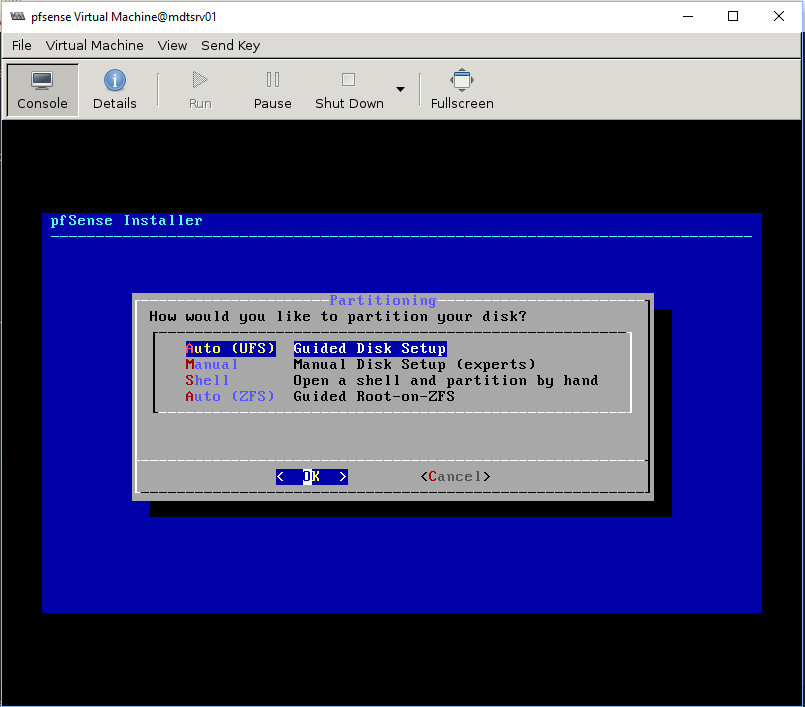 pfsense Virtual Machine@mdtsrv01
File Virtual Machine View Send Key
Console Details Run Pause Shut Down Fullscreen
pfSense Installer
Partitioning
How would you like to partition your disk?
Auto (UFS) Guided Disk Setup
Manual Manual Disk Setup (experts)
Shell Open a shell and partition by hand
Auto (ZFS) Guided Root-on-ZFS
< OK > <Cancel>